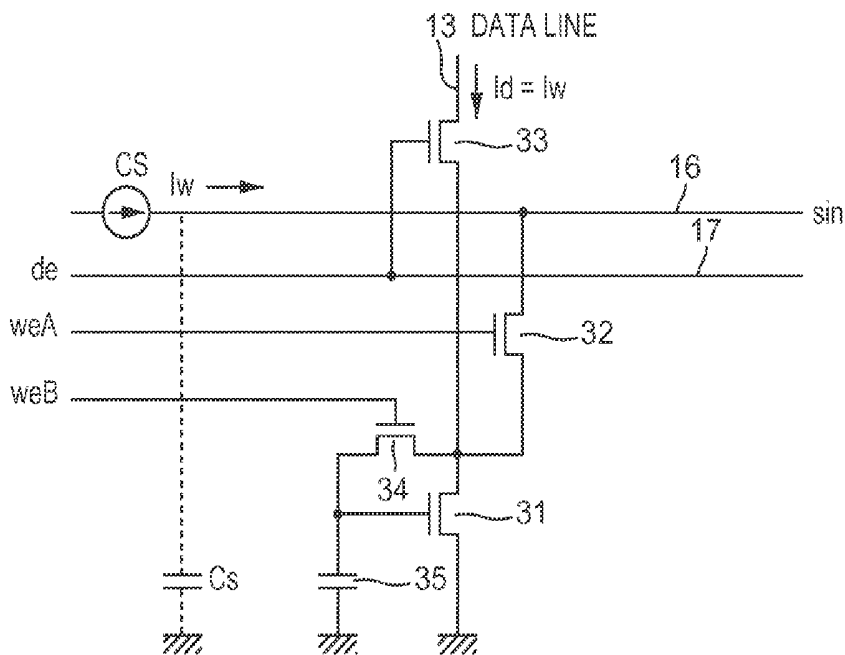 13 DATA LINE
Id = Iw
33
CS
Iw
16
sin
17
de
weA
32
weB
34
31
Cs
35